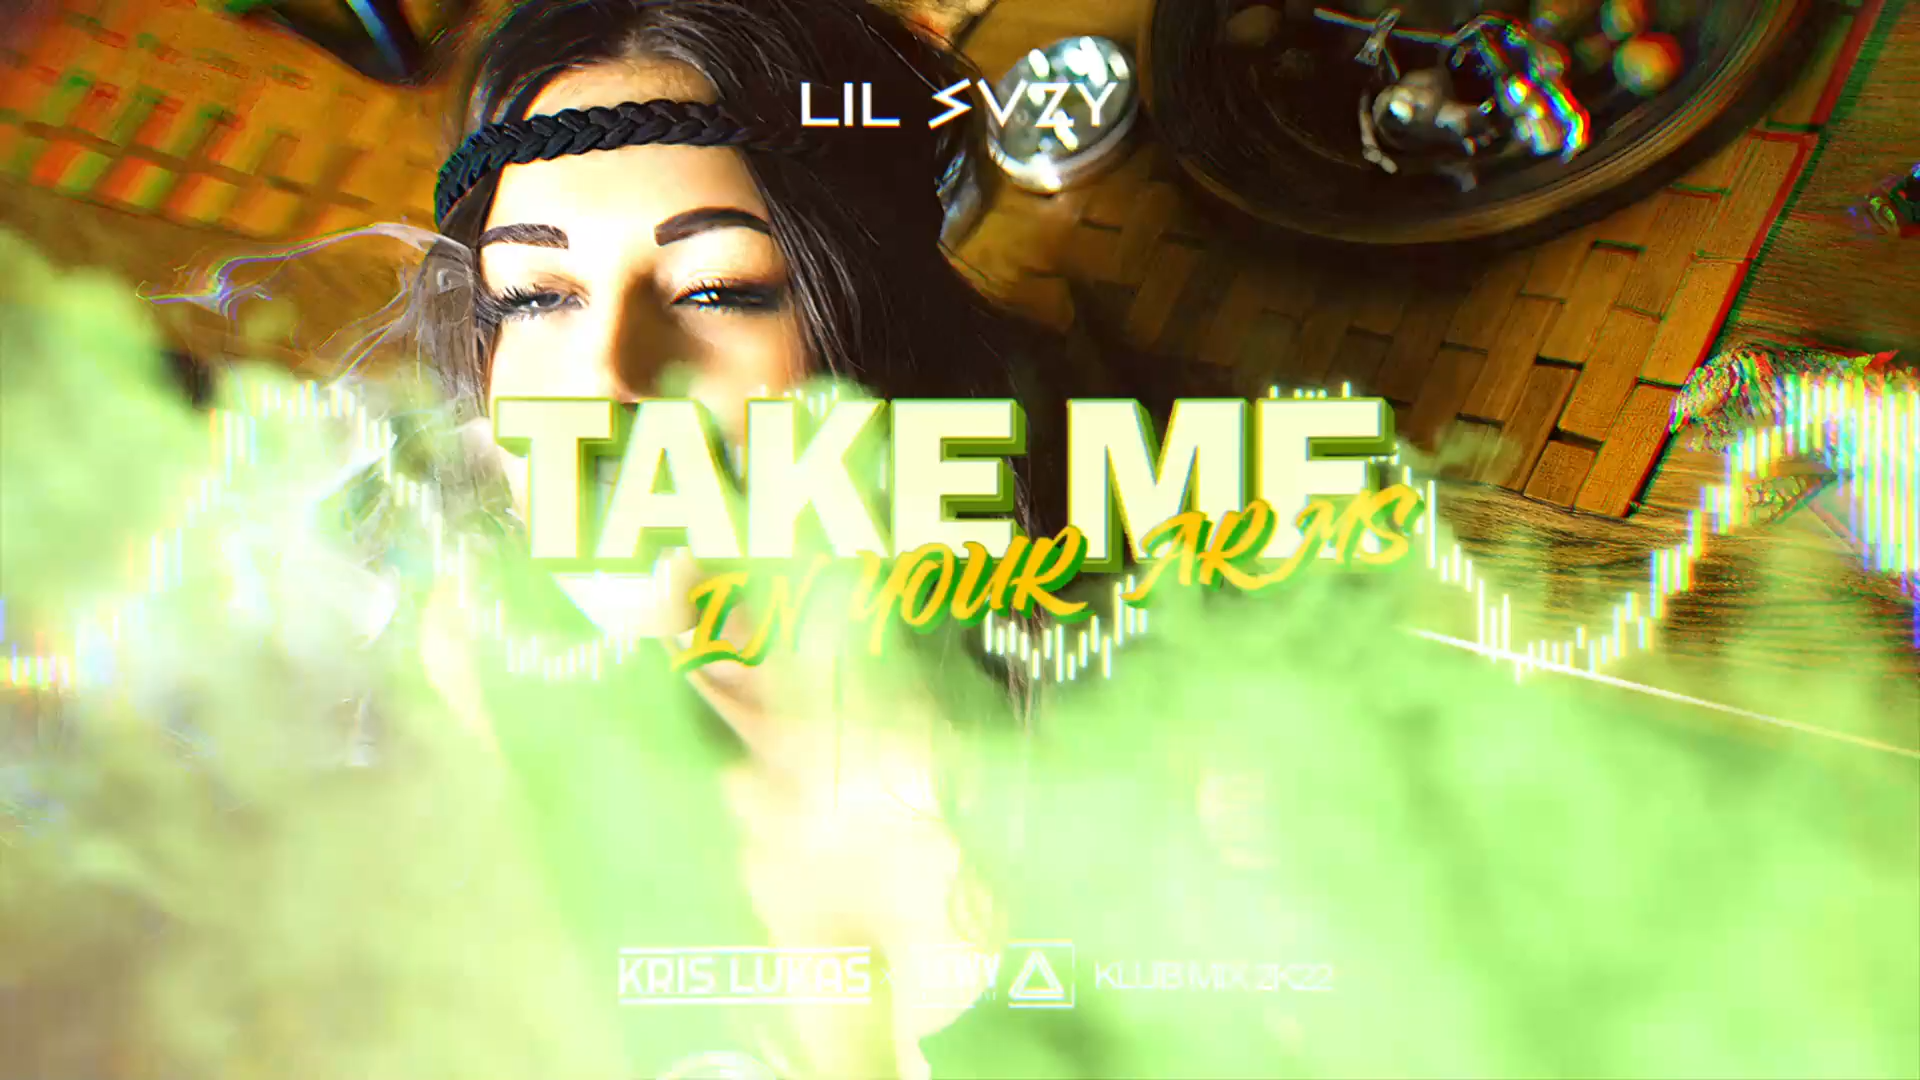 LIL SVZY
TAKE ME
IN YOUR ARMS
KRIS LUKAS x
KLUB MIX 2K22